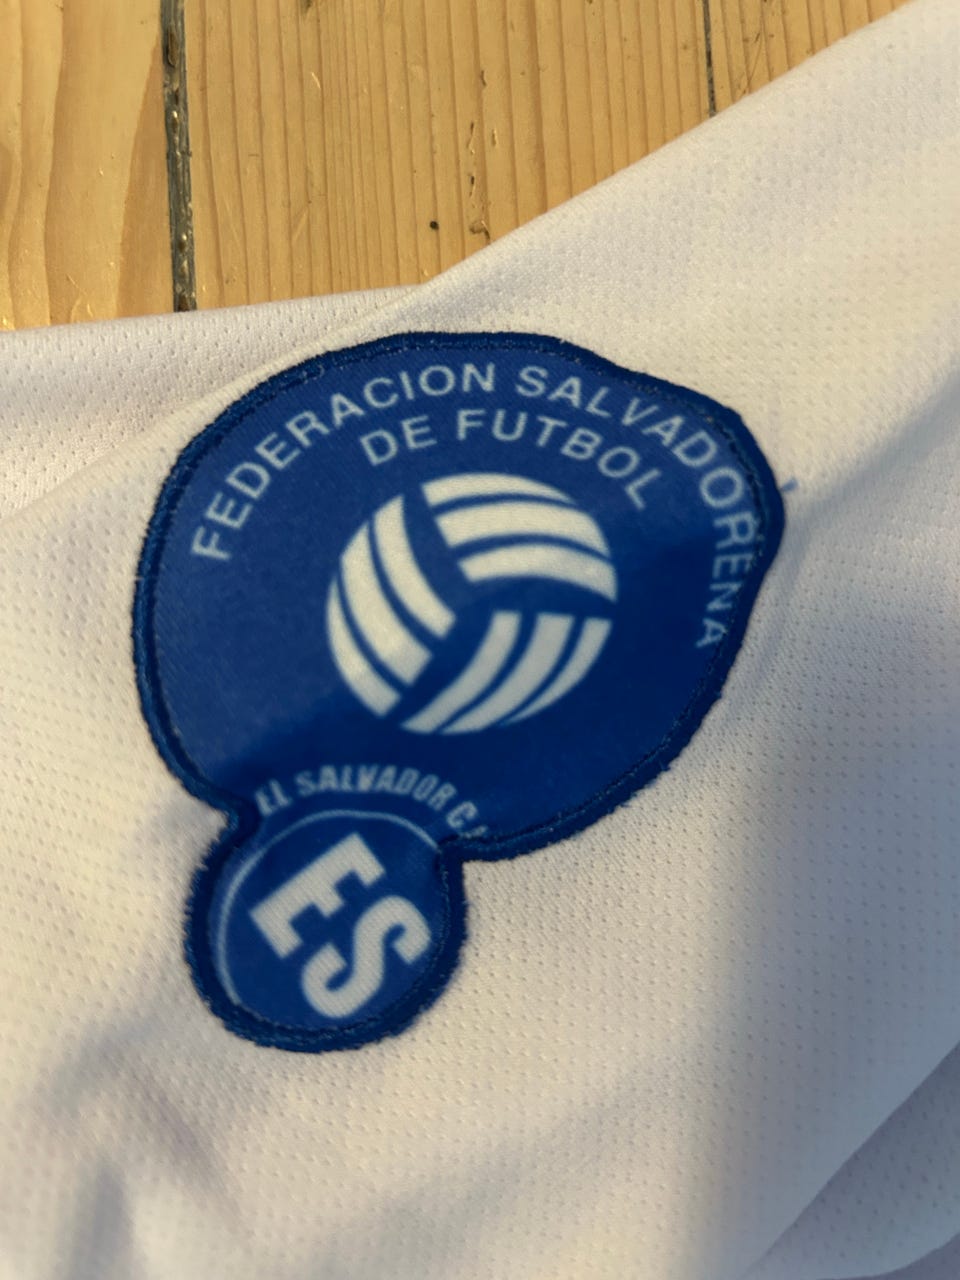 FEDERACION SALVADOREÑA
DE FUTBOL
EL SALVADOR
ES